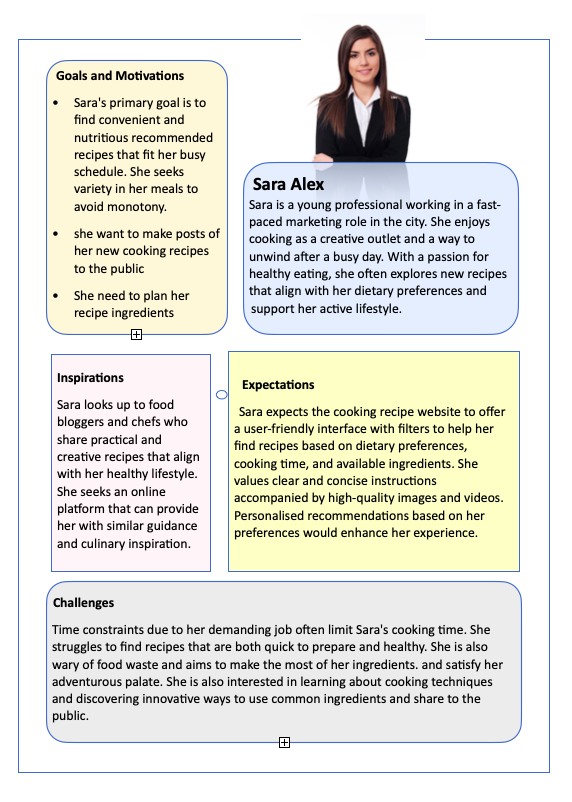 Goals and Motivations
• Sara's primary goal is to
find convenient and
nutritious recommended
recipes that fit her busy
schedule. She seeks
variety in her meals to
avoid monotony.
• she want to make posts of
her new cooking recipes
to the public
• She need to plan her
recipe ingredients
Sara Alex
Sara is a young professional working in a fast-
paced marketing role in the city. She enjoys
cooking as a creative outlet and a way to
unwind after a busy day. With a passion for
healthy eating, she often explores new recipes
that align with her dietary preferences and
support her active lifestyle.
Inspirations
Sara looks up to food
bloggers and chefs who
share practical and
creative recipes that align
with her healthy lifestyle.
She seeks an online
platform that can provide
her with similar guidance
and culinary inspiration.
Expectations
Sara expects the cooking recipe website to offer
a user-friendly interface with filters to help her
find recipes based on dietary preferences,
cooking time, and available ingredients. She
values clear and concise instructions
accompanied by high-quality images and videos.
Personalised recommendations based on her
preferences would enhance her experience.
Challenges
Time constraints due to her demanding job often limit Sara's cooking time. She
struggles to find recipes that are both quick to prepare and healthy. She is also
wary of food waste and aims to make the most of her ingredients. and satisfy her
adventurous palate. She is also interested in learning about cooking techniques
and discovering innovative ways to use common ingredients and share to the
public.